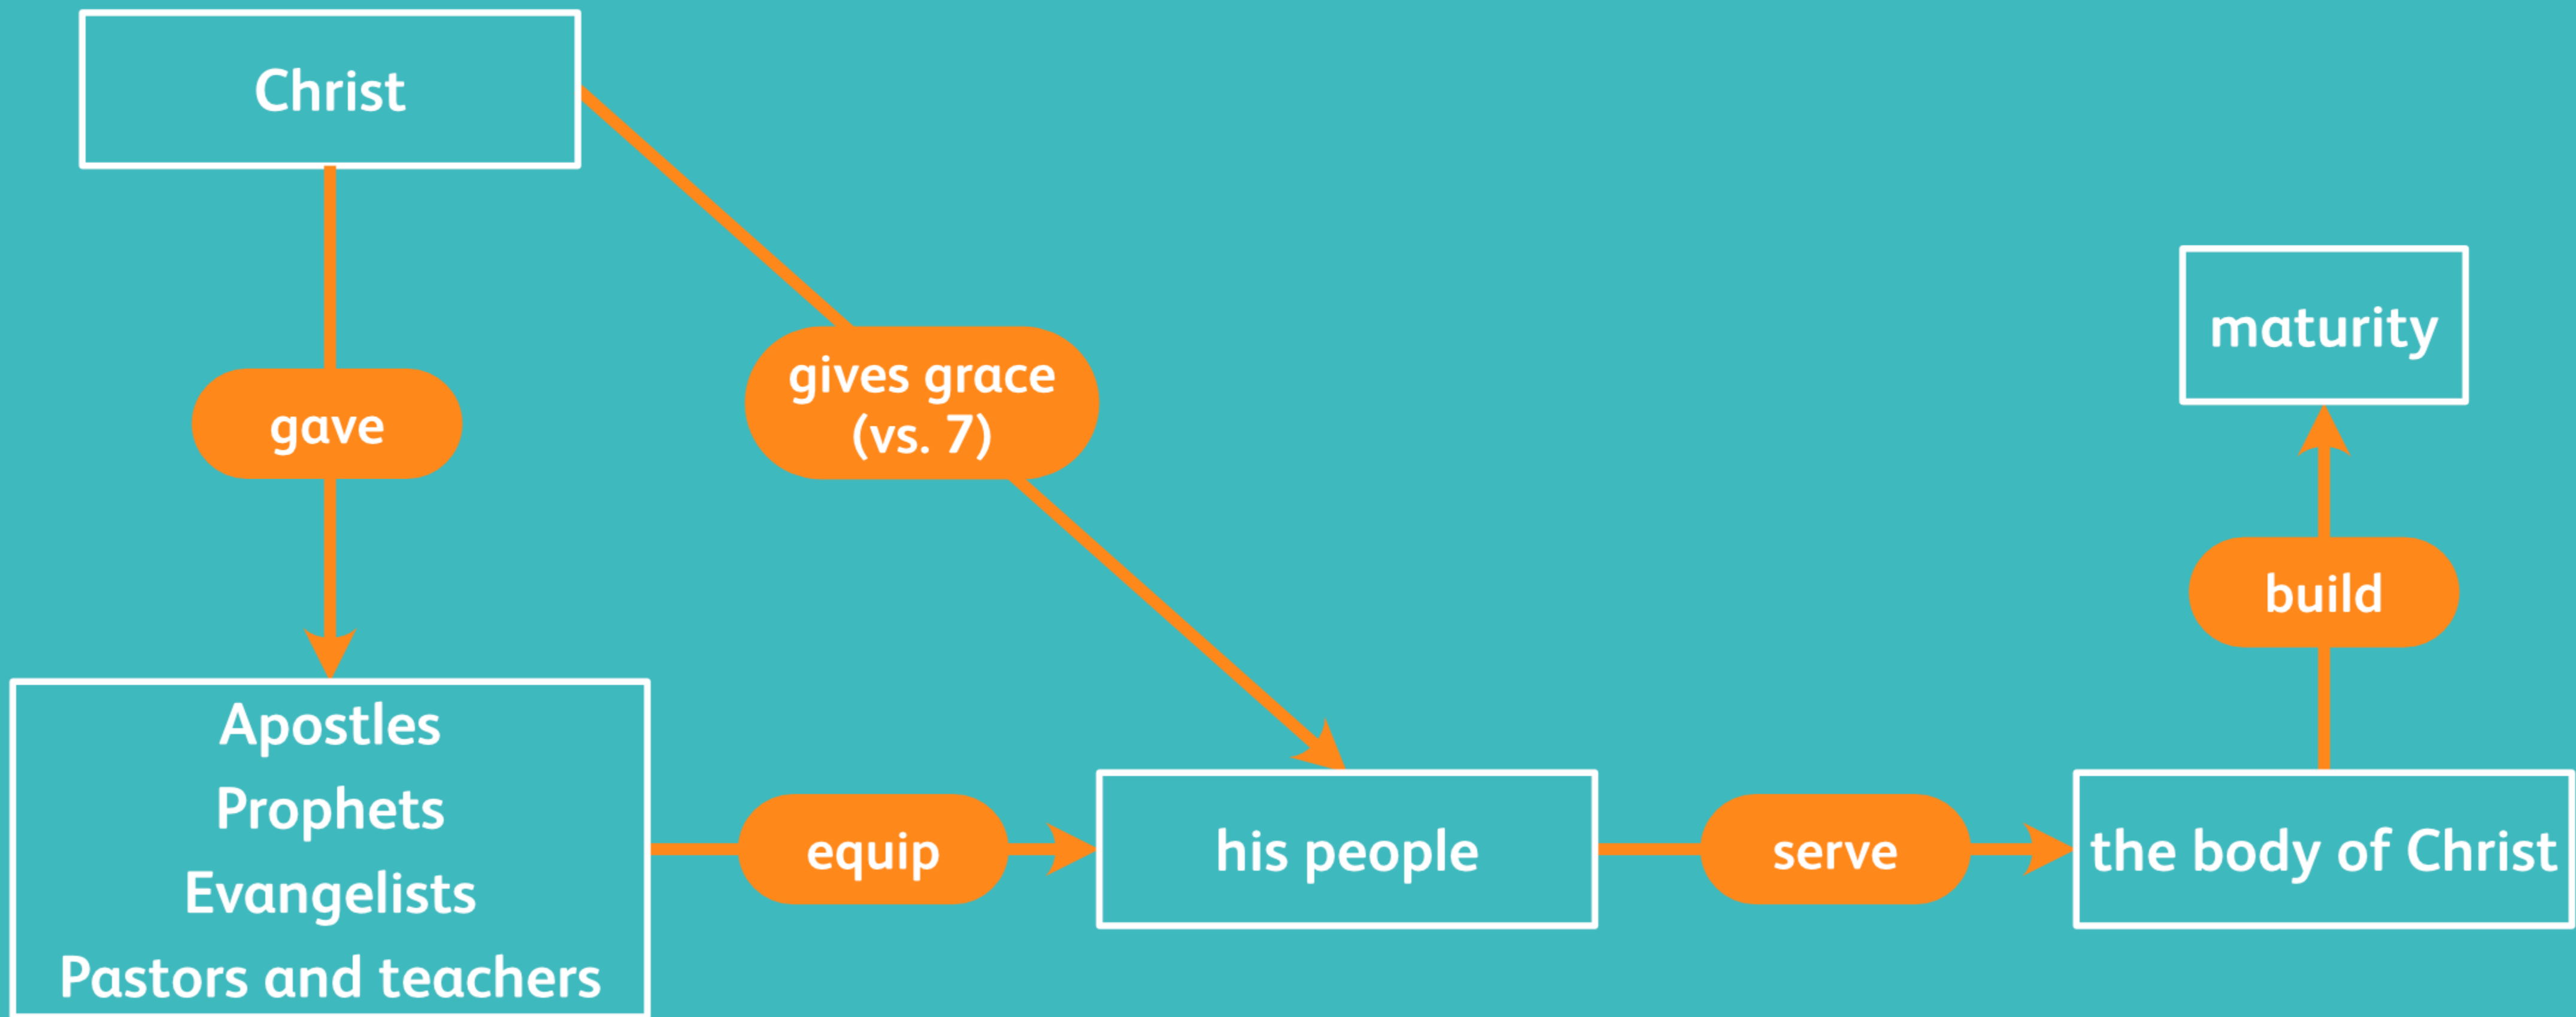 Christ
gives grace
(vs. 7)
gave
maturity
build
Apostles
Prophets
Evangelists
Pastors and teachers
equip
his people
serve
the body of Christ